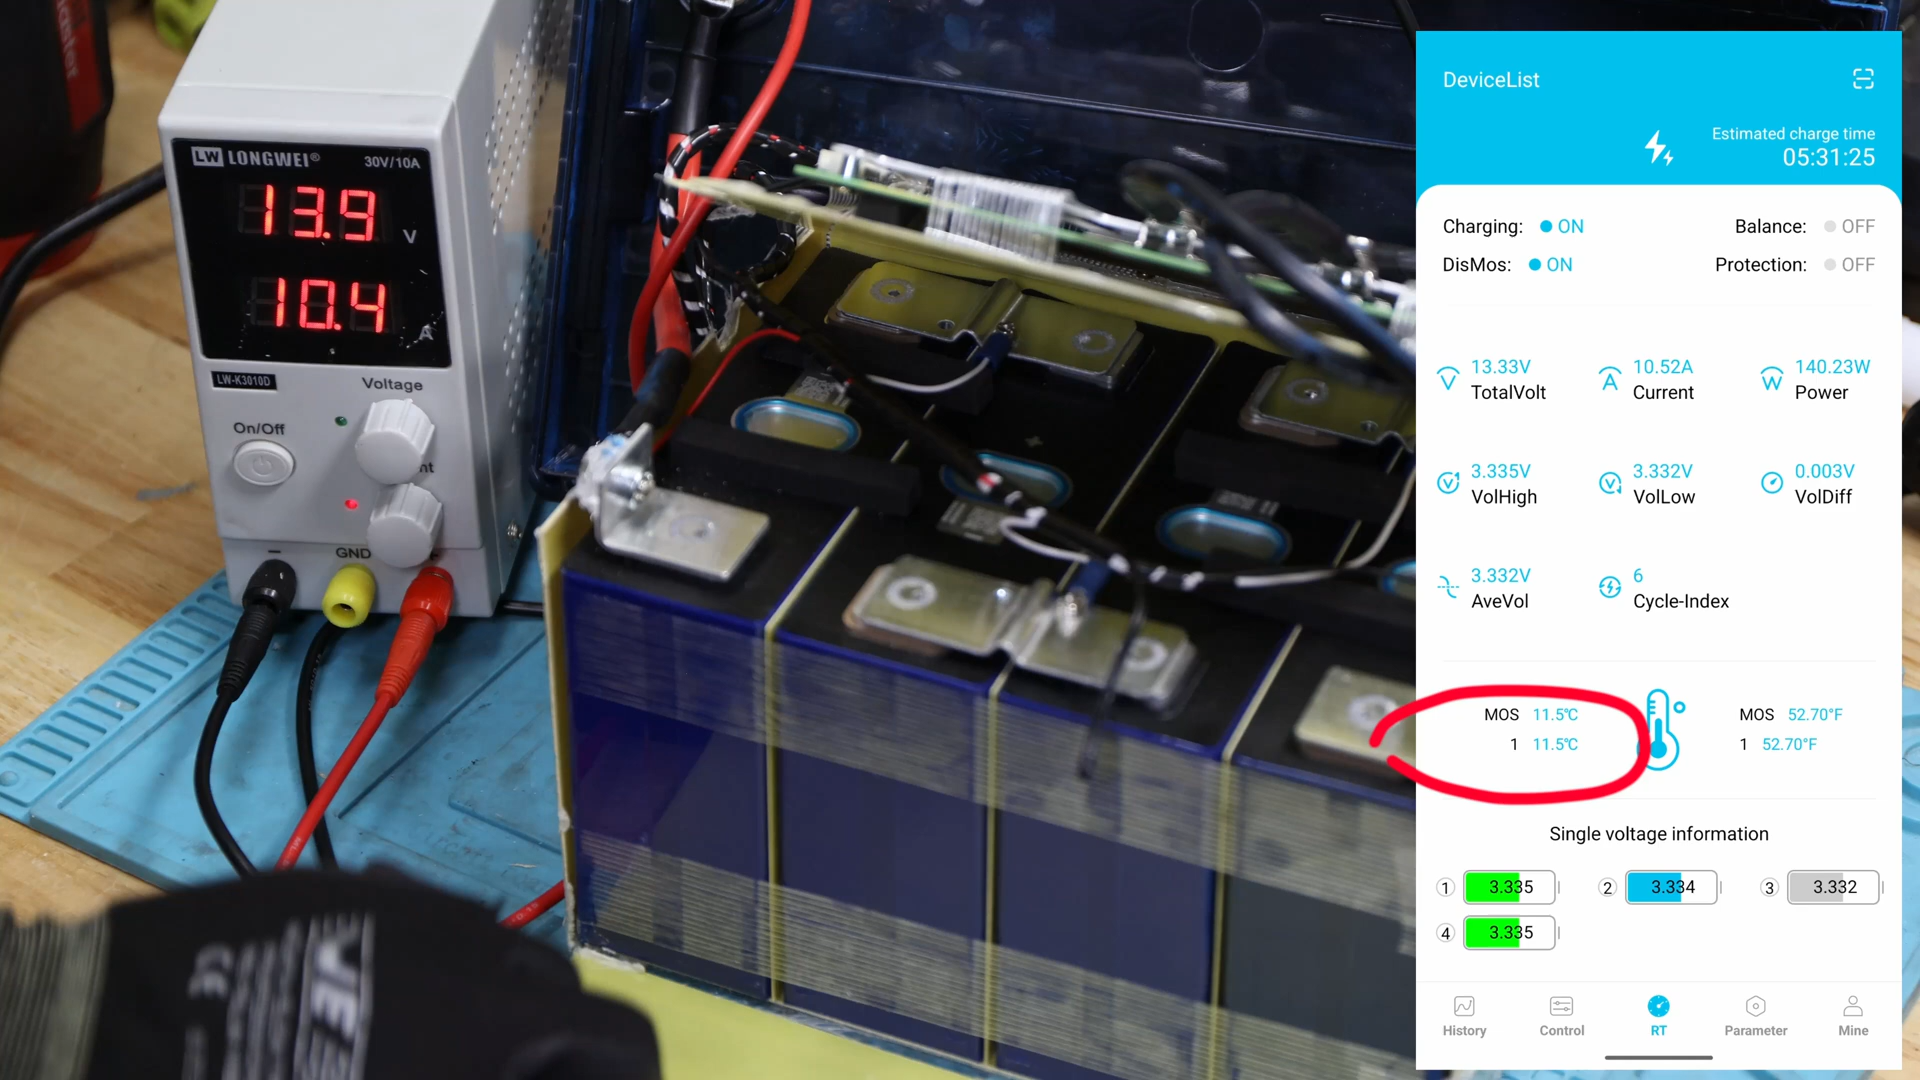 LW LONGWEI® 30V/10A
13.9 V
10.4 A
LW-K3010D
Voltage
On/Off
nt
GND
CE
DeviceList
Estimated charge time
05:31:25
Charging: ON Balance: OFF
DisMos: ON Protection: OFF
13.33V 10.52A 140.23W
TotalVolt Current Power
3.335V 3.332V 0.003V
VolHigh VolLow VolDiff
3.332V 6
AveVol Cycle-Index
MOS 11.5℃ MOS 52.70°F
1 11.5℃ 1 52.70°F
Single voltage information
1 3.335 2 3.334 3 3.332
4 3.335
History Control RT Parameter Mine